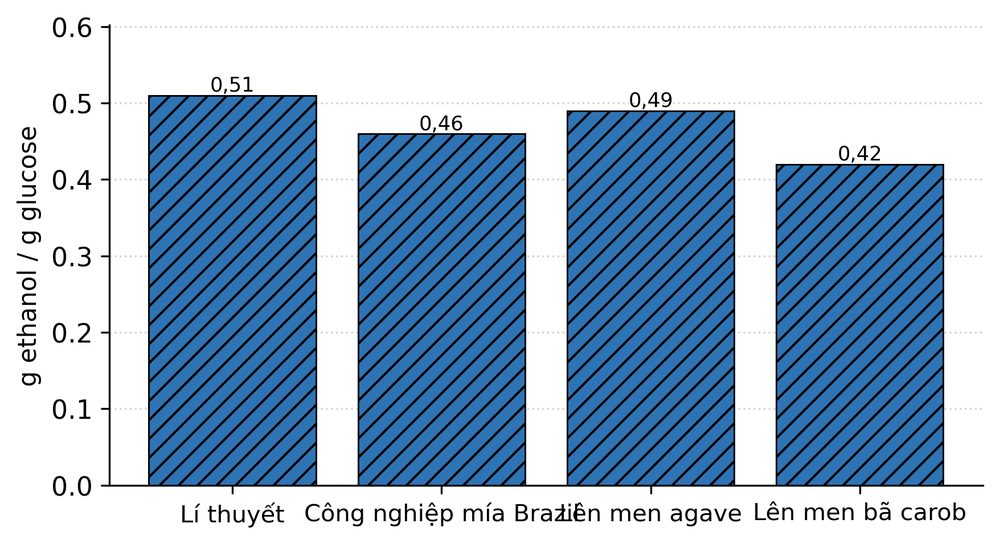 g ethanol / g glucose
0.6
0.5
0.4
0.3
0.2
0.1
0.0
0,51
0,46
0,49
0,42
Lí thuyết
Công nghiệp mía Brazil
Lên men agave
Lên men bã carob